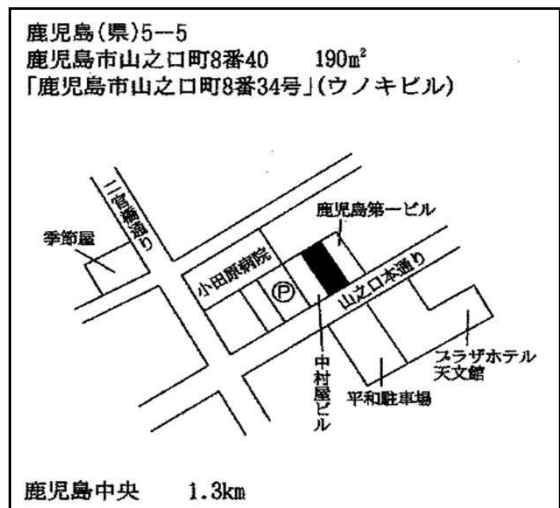 鹿児島(県)5-5
鹿児島市山之口町8番40　190m²
「鹿児島市山之口町8番34号」(ウノキビル)
二官橋通り
季節屋
小田原病院
鹿児島第一ビル
P
山之口本通り
中村屋ビル
平和駐車場
プラザホテル
天文館
鹿児島中央　1.3km